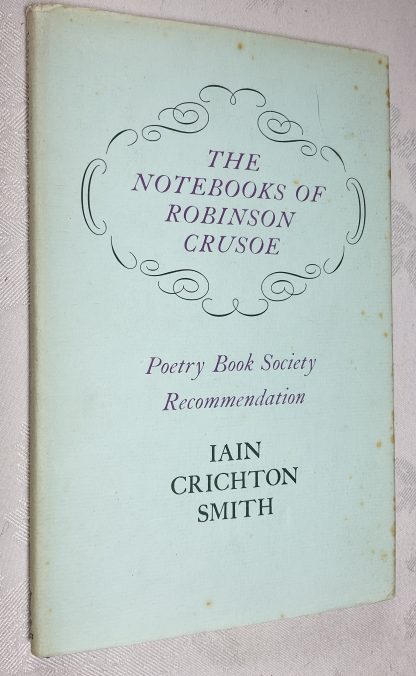 THE
NOTEBOOKS OF
ROBINSON
CRUSOE
Poetry Book Society
Recommendation
IAIN
CRICHTON
SMITH